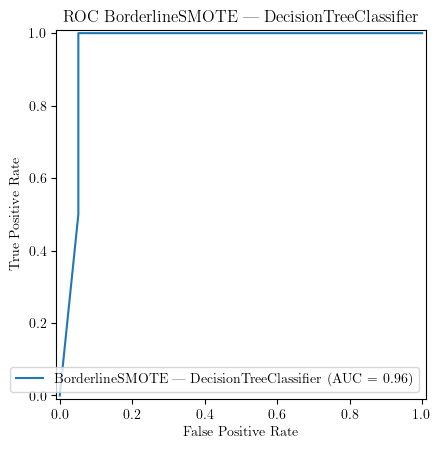 ROC BorderlineSMOTE — DecisionTreeClassifier
True Positive Rate
1.0
0.8
0.6
0.4
0.2
0.0
BorderlineSMOTE — DecisionTreeClassifier (AUC = 0.96)
0.0 0.2 0.4 0.6 0.8 1.0
False Positive Rate